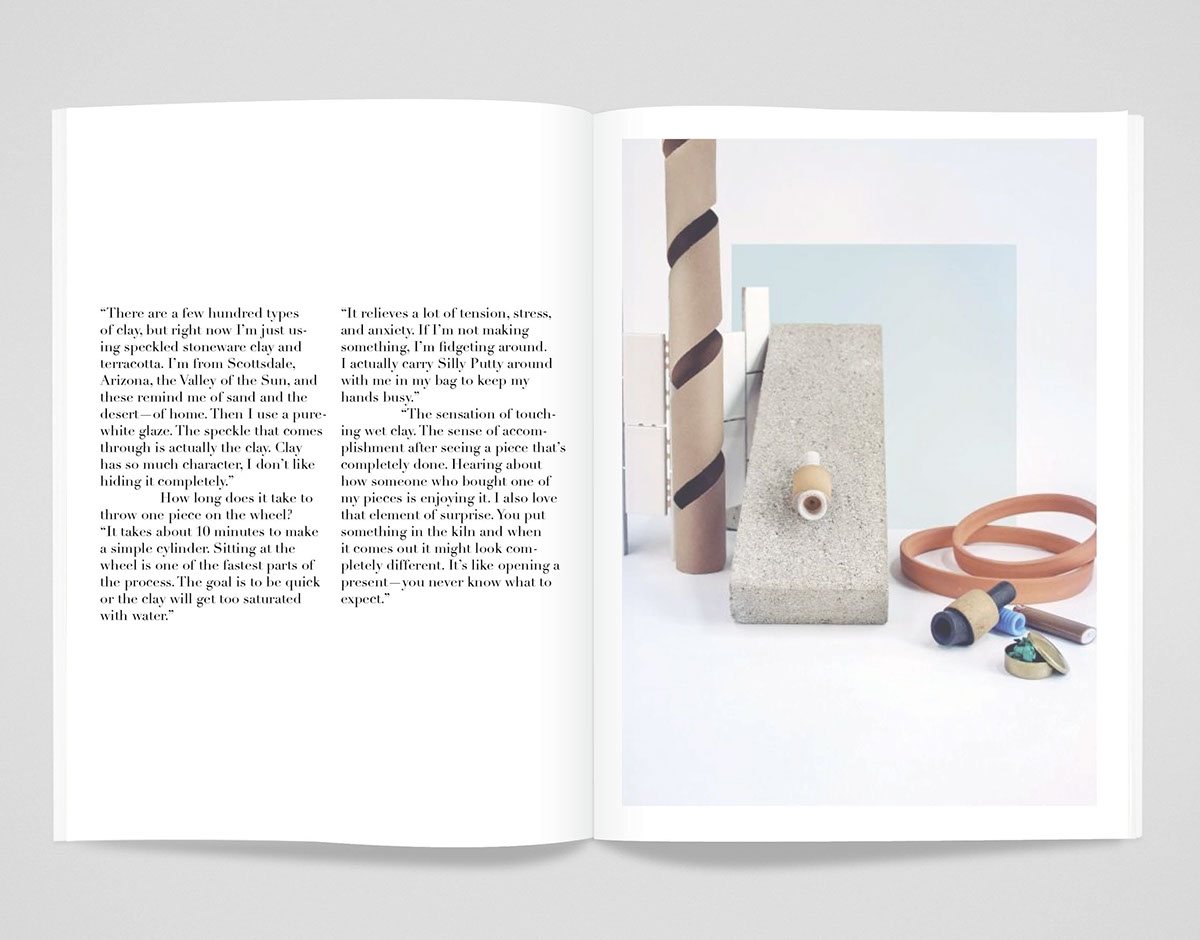 “There are a few hundred types
of clay, but right now I’m just us-
ing speckled stoneware clay and
terracotta. I’m from Scottsdale,
Arizona, the Valley of the Sun, and
these remind me of sand and the
desert—of home. Then I use a pure-
white glaze. The speckle that comes
through is actually the clay. Clay
has so much character, I don’t like
hiding it completely.”
How long does it take to
throw one piece on the wheel?
“It takes about 10 minutes to make
a simple cylinder. Sitting at the
wheel is one of the fastest parts of
the process. The goal is to be quick
or the clay will get too saturated
with water.”
“It relieves a lot of tension, stress,
and anxiety. If I’m not making
something, I’m fidgeting around.
I actually carry Silly Putty around
with me in my bag to keep my
hands busy.”
“The sensation of touch-
ing wet clay. The sense of accom-
plishment after seeing a piece that’s
completely done. Hearing about
how someone who bought one of
my pieces is enjoying it. I also love
that element of surprise. You put
something in the kiln and when
it comes out it might look com-
pletely different. It’s like opening a
present—you never know what to
expect.”